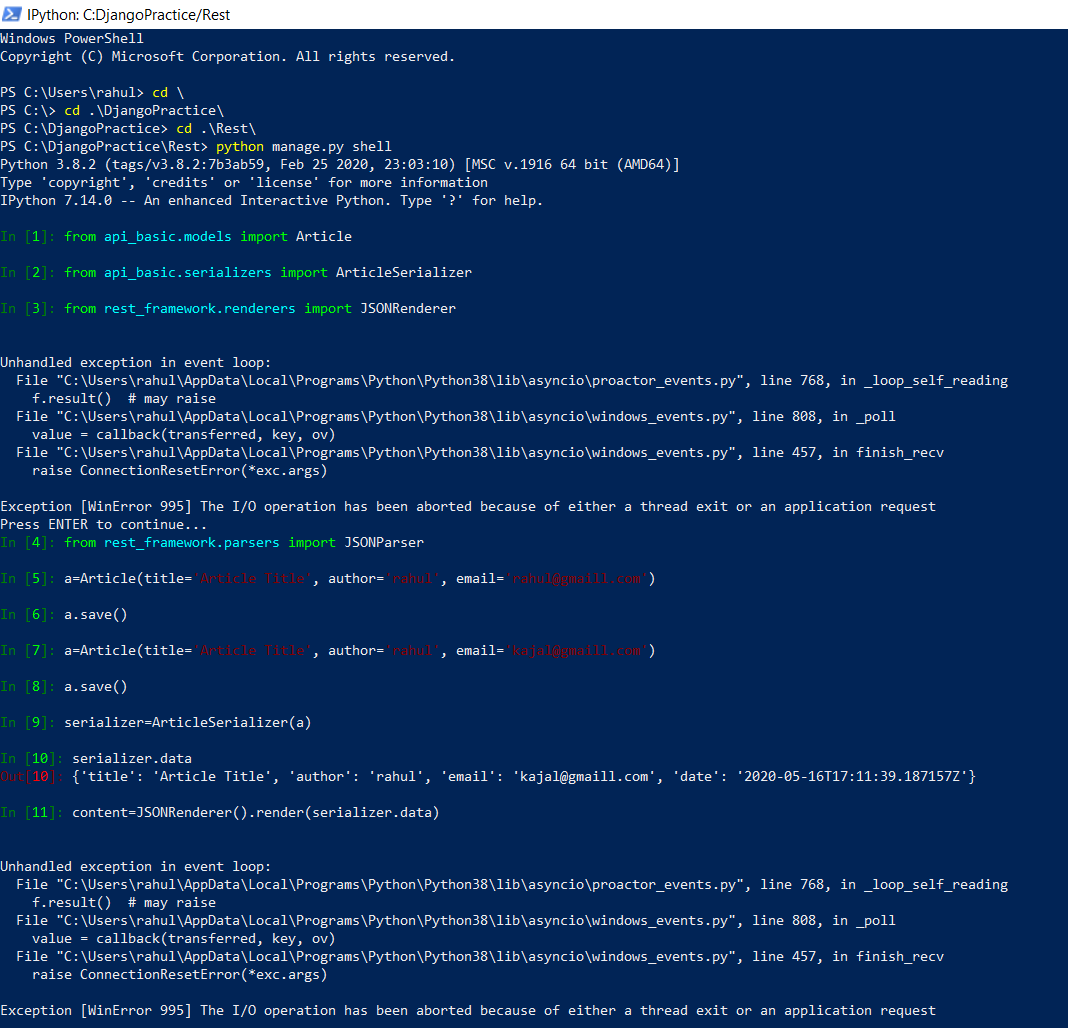 IPython: C:DjangoPractice/Rest
Windows PowerShell
Copyright (C) Microsoft Corporation. All rights reserved.
PS C:\Users\rahul> cd \
PS C:\> cd .\DjangoPractice\
PS C:\DjangoPractice> cd .\Rest\
PS C:\DjangoPractice\Rest> python manage.py shell
Python 3.8.2 (tags/v3.8.2:7b3ab59, Feb 25 2020, 23:03:10) [MSC v.1916 64 bit (AMD64)]
Type 'copyright', 'credits' or 'license' for more information
IPython 7.14.0 -- An enhanced Interactive Python. Type '?' for help.
In [1]: from api_basic.models import Article
In [2]: from api_basic.serializers import ArticleSerializer
In [3]: from rest_framework.renderers import JSONRenderer
Unhandled exception in event loop:
  File "C:\Users\rahul\AppData\Local\Programs\Python\Python38\lib\asyncio\proactor_events.py", line 768, in _loop_self_reading
    f.result()  # may raise
  File "C:\Users\rahul\AppData\Local\Programs\Python\Python38\lib\asyncio\windows_events.py", line 808, in _poll
    value = callback(transferred, key, ov)
  File "C:\Users\rahul\AppData\Local\Programs\Python\Python38\lib\asyncio\windows_events.py", line 457, in finish_recv
    raise ConnectionResetError(*exc.args)
Exception [WinError 995] The I/O operation has been aborted because of either a thread exit or an application request
Press ENTER to continue...
In [4]: from rest_framework.parsers import JSONParser
In [5]: a=Article(title='Article Title', author='rahul', email='rahul@gmaill.com')
In [6]: a.save()
In [7]: a=Article(title='Article Title', author='rahul', email='kajal@gmaill.com')
In [8]: a.save()
In [9]: serializer=ArticleSerializer(a)
In [10]: serializer.data
Out[10]: {'title': 'Article Title', 'author': 'rahul', 'email': 'kajal@gmaill.com', 'date': '2020-05-16T17:11:39.187157Z'}
In [11]: content=JSONRenderer().render(serializer.data)
Unhandled exception in event loop:
  File "C:\Users\rahul\AppData\Local\Programs\Python\Python38\lib\asyncio\proactor_events.py", line 768, in _loop_self_reading
    f.result()  # may raise
  File "C:\Users\rahul\AppData\Local\Programs\Python\Python38\lib\asyncio\windows_events.py", line 808, in _poll
    value = callback(transferred, key, ov)
  File "C:\Users\rahul\AppData\Local\Programs\Python\Python38\lib\asyncio\windows_events.py", line 457, in finish_recv
    raise ConnectionResetError(*exc.args)
Exception [WinError 995] The I/O operation has been aborted because of either a thread exit or an application request